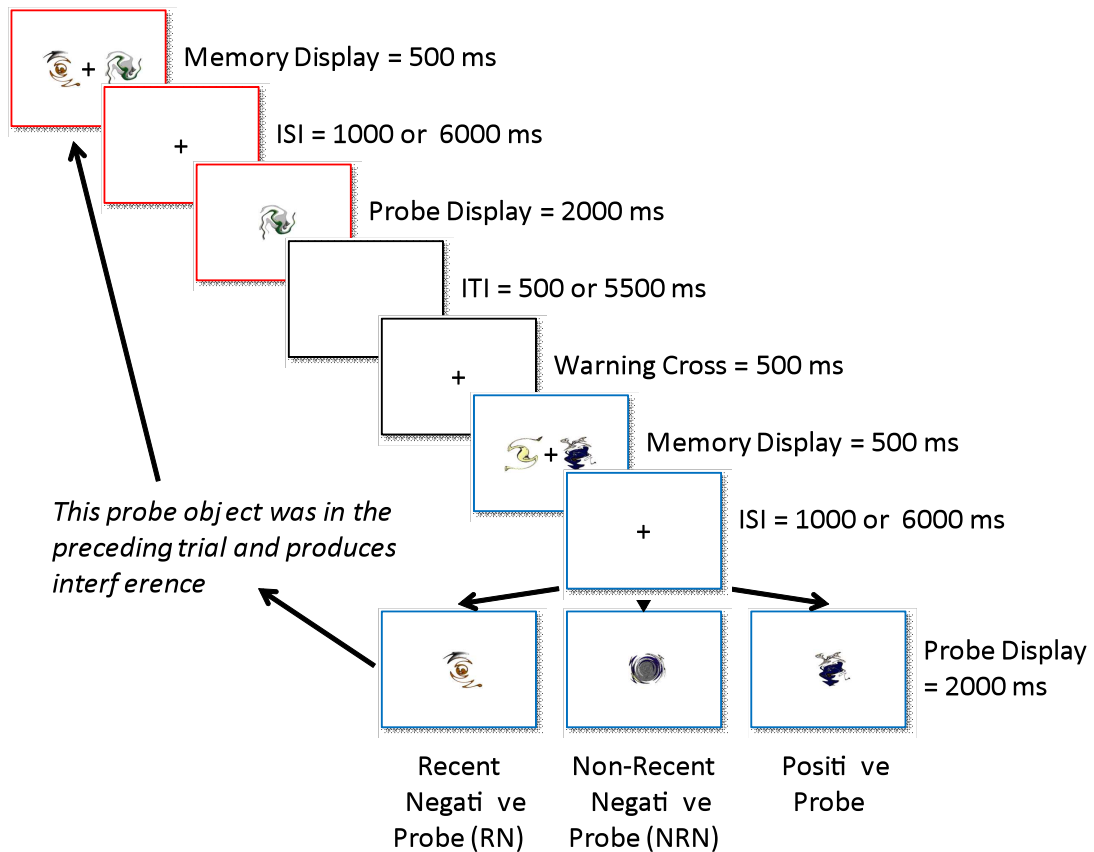 Memory Display = 500 ms
ISI = 1000 or 6000 ms
Probe Display = 2000 ms
ITI = 500 or 5500 ms
Warning Cross = 500 ms
Memory Display = 500 ms
ISI = 1000 or 6000 ms
This probe object was in the
preceding trial and produces
interf erence
Probe Display
= 2000 ms
Recent
Negati ve
Probe (RN)
Non-Recent
Negati ve
Probe (NRN)
Positi ve
Probe